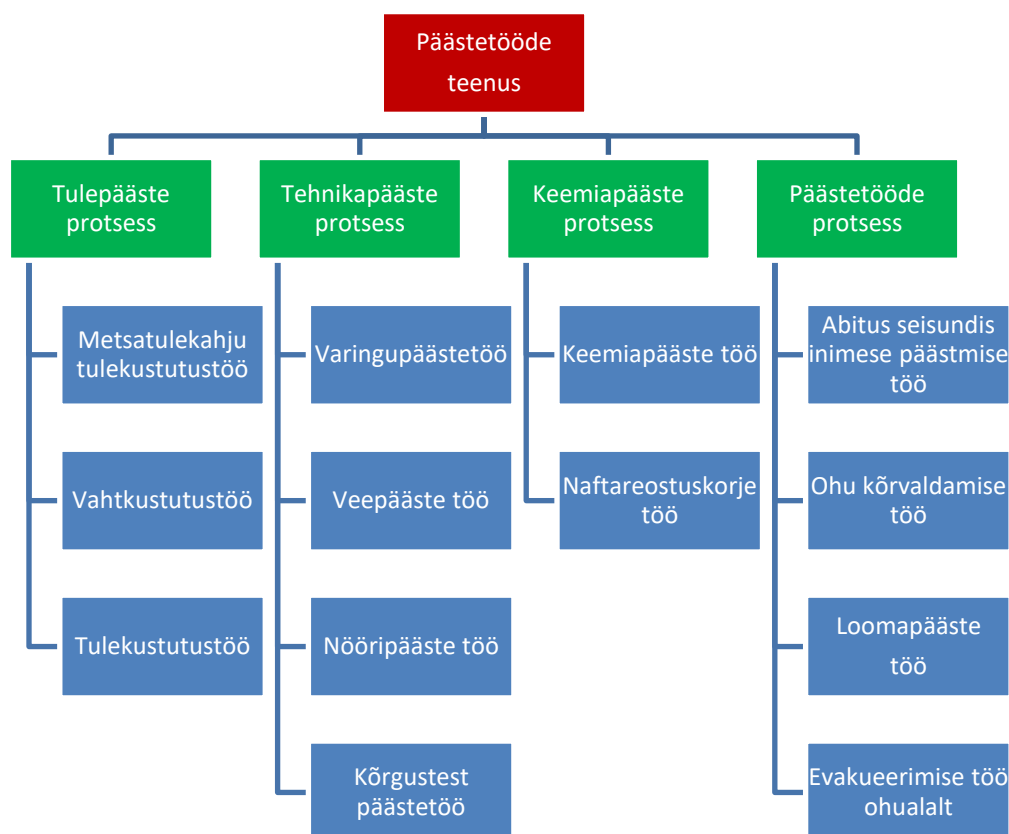 Päästetööde
teenus
Tulepääste
protsess
Metsatulekahju
tulekustutustöö
Vahtkustutustöö
Tulekustutustöö
Tehnikapääste
protsess
Varingupäästetöö
Veepääste töö
Nööripääste töö
Kõrgustest
päästetöö
Keemiapääste
protsess
Keemiapääste töö
Naftareostuskorje
töö
Päästetööde
protsess
Abitus seisundis
inimese päästmise
töö
Ohu kõrvaldamise
töö
Loomapääste
töö
Evakueerimise töö
ohualalt